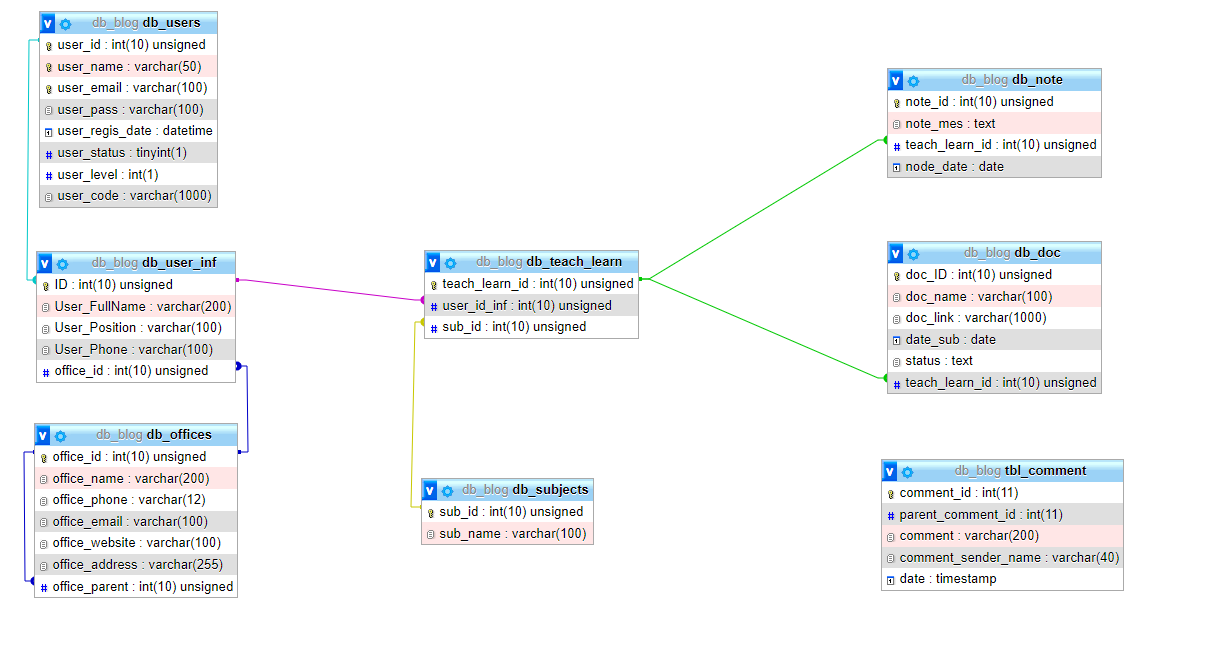 v db_blog db_users
user_id : int(10) unsigned
user_name : varchar(50)
user_email : varchar(100)
user_pass : varchar(100)
user_regis_date : datetime
# user_status : tinyint(1)
# user_level : int(1)
user_code : varchar(1000)
v db_blog db_user_inf
ID : int(10) unsigned
User_FullName : varchar(200)
User_Position : varchar(100)
User_Phone : varchar(100)
# office_id : int(10) unsigned
v db_blog db_offices
office_id : int(10) unsigned
office_name : varchar(200)
office_phone : varchar(12)
office_email : varchar(100)
office_website : varchar(100)
office_address : varchar(255)
# office_parent : int(10) unsigned
v db_blog db_teach_learn
teach_learn_id : int(10) unsigned
# user_id_inf : int(10) unsigned
# sub_id : int(10) unsigned
v db_blog db_subjects
sub_id : int(10) unsigned
sub_name : varchar(100)
v db_blog db_note
note_id : int(10) unsigned
note_mes : text
# teach_learn_id : int(10) unsigned
node_date : date
v db_blog db_doc
doc_ID : int(10) unsigned
doc_name : varchar(100)
doc_link : varchar(1000)
date_sub : date
status : text
# teach_learn_id : int(10) unsigned
v db_blog tbl_comment
comment_id : int(11)
# parent_comment_id : int(11)
comment : varchar(200)
comment_sender_name : varchar(40)
date : timestamp